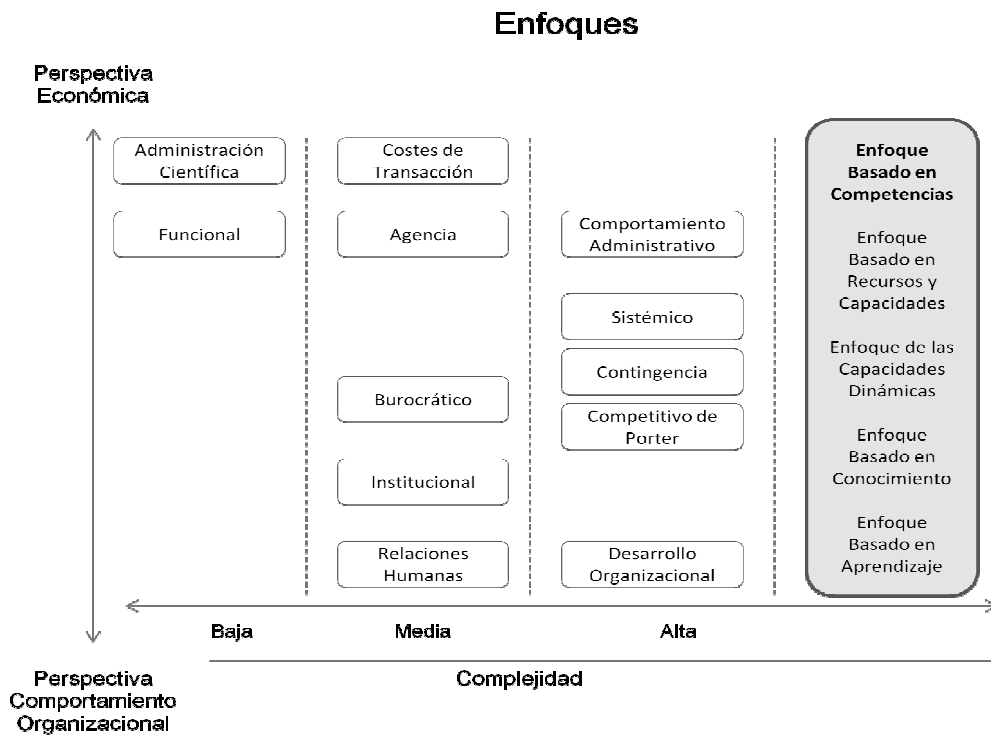 Enfoques
Perspectiva
Económica
Administración
Científica
Funcional
Costes de
Transacción
Agencia
Burocrático
Institucional
Relaciones
Humanas
Comportamiento
Administrativo
Sistémico
Contingencia
Competitivo de
Porter
Desarrollo
Organizacional
Enfoque
Basado en
Competencias
Enfoque
Basado en
Recursos y
Capacidades
Enfoque de las
Capacidades
Dinámicas
Enfoque
Basado en
Conocimiento
Enfoque
Basado en
Aprendizaje
Baja
Media
Alta
Complejidad
Perspectiva
Comportamiento
Organizacional